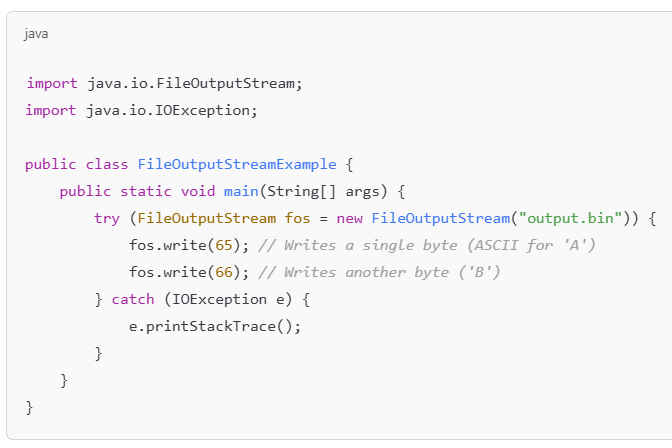 java
import java.io.FileOutputStream;
import java.io.IOException;
public class FileOutputStreamExample {
    public static void main(String[] args) {
        try (FileOutputStream fos = new FileOutputStream("output.bin")) {
            fos.write(65); // Writes a single byte (ASCII for 'A')
            fos.write(66); // Writes another byte ('B')
        } catch (IOException e) {
            e.printStackTrace();
        }
    }
}